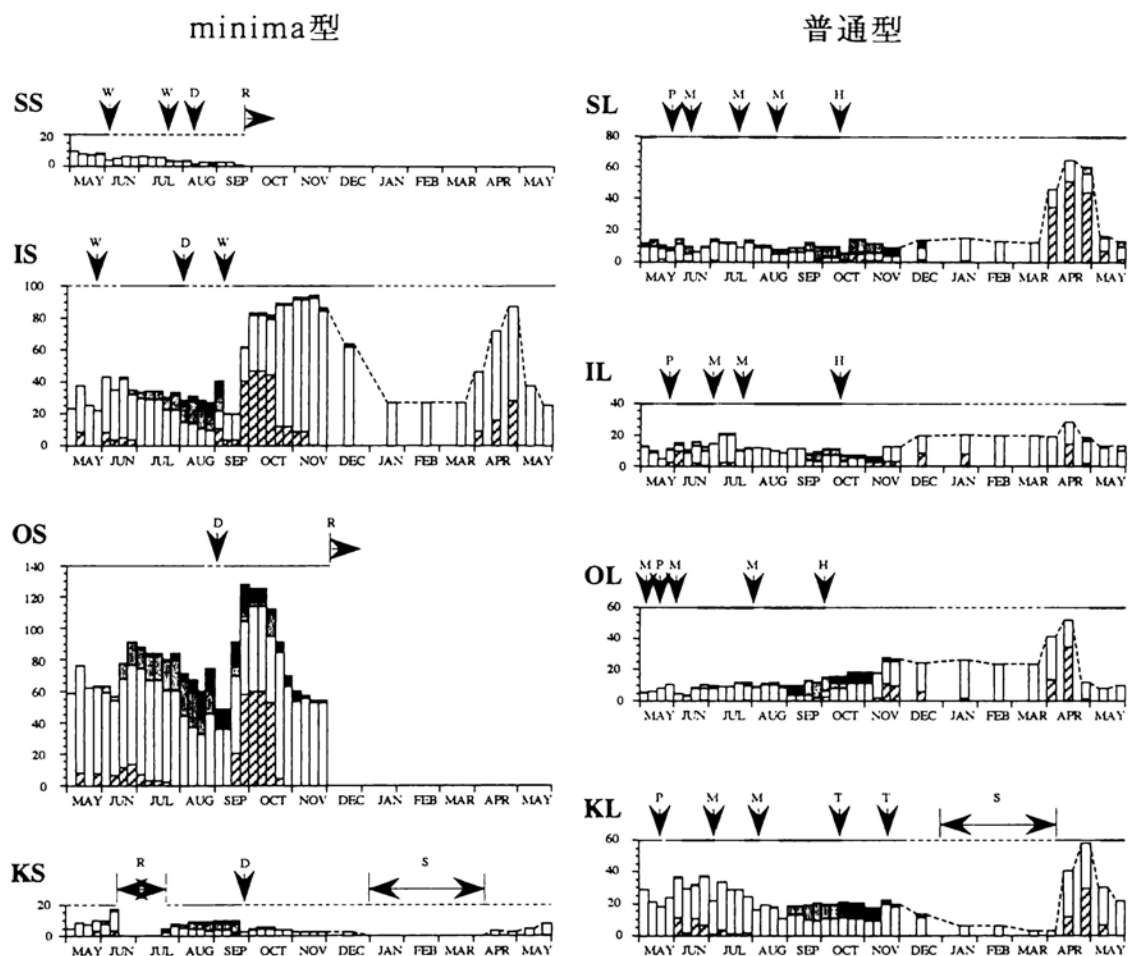 minima型
SS
W W D R
20
0
MAY JUN JUL AUG SEP OCT NOV DEC JAN FEB MAR APR MAY
IS
W D W
100
80
60
40
20
0
MAY JUN JUL AUG SEP OCT NOV DEC JAN FEB MAR APR MAY
OS
D R
140
120
100
80
60
40
20
0
MAY JUN JUL AUG SEP OCT NOV DEC JAN FEB MAR APR MAY
KS
R D S
20
0
MAY JUN JUL AUG SEP OCT NOV DEC JAN FEB MAR APR MAY
普通型
SL
P M M M H
80
60
40
20
0
MAY JUN JUL AUG SEP OCT NOV DEC JAN FEB MAR APR MAY
IL
P M M H
40
20
0
MAY JUN JUL AUG SEP OCT NOV DEC JAN FEB MAR APR MAY
OL
M P M M H
60
40
20
0
MAY JUN JUL AUG SEP OCT NOV DEC JAN FEB MAR APR MAY
KL
P M M T T S
60
40
20
0
MAY JUN JUL AUG SEP OCT NOV DEC JAN FEB MAR APR MAY